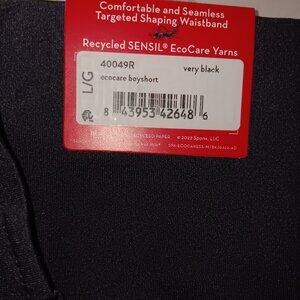 Comfortable and Seamless
Targeted Shaping Waistband
Recycled SENSIL® EcoCare Yarns
L/G
40049R very black
ecocare boyshort
8 43953 42648 6
PAPER © 2022 Spanx, LLC